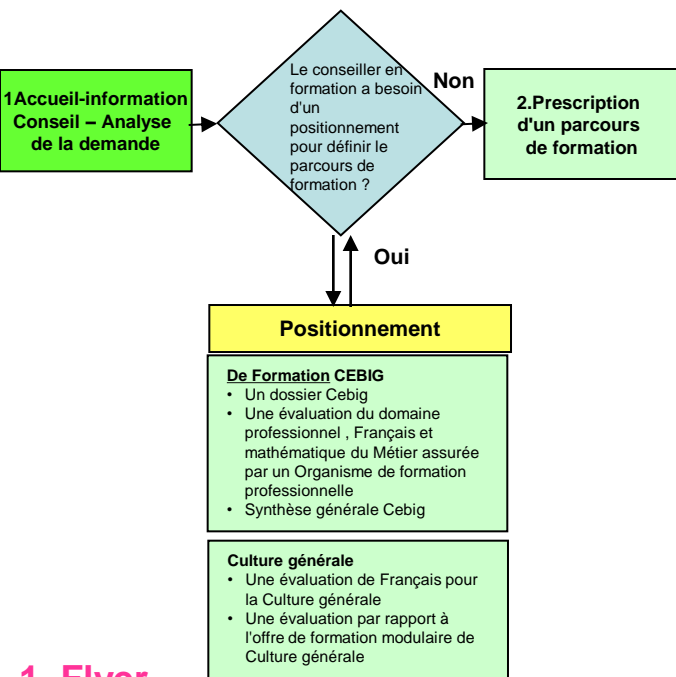 1Accueil-information
Conseil – Analyse
de la demande
Le conseiller en
formation a besoin
d'un
positionnement
pour définir le
parcours de
formation ?
Non
2.Prescription
d'un parcours
de formation
Oui
Positionnement
De Formation CEBIG
• Un dossier Cebig
• Une évaluation du domaine
professionnel , Français et
mathématique du Métier assurée
par un Organisme de formation
professionnelle
• Synthèse générale Cebig
Culture générale
• Une évaluation de Français pour
la Culture générale
• Une évaluation par rapport à
l'offre de formation modulaire de
Culture générale
1. Flyer